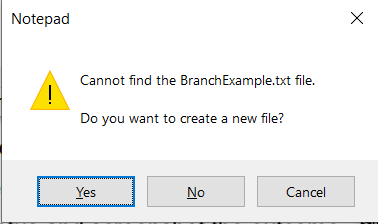 Notepad
Cannot find the BranchExample.txt file.
Do you want to create a new file?
Yes
No
Cancel